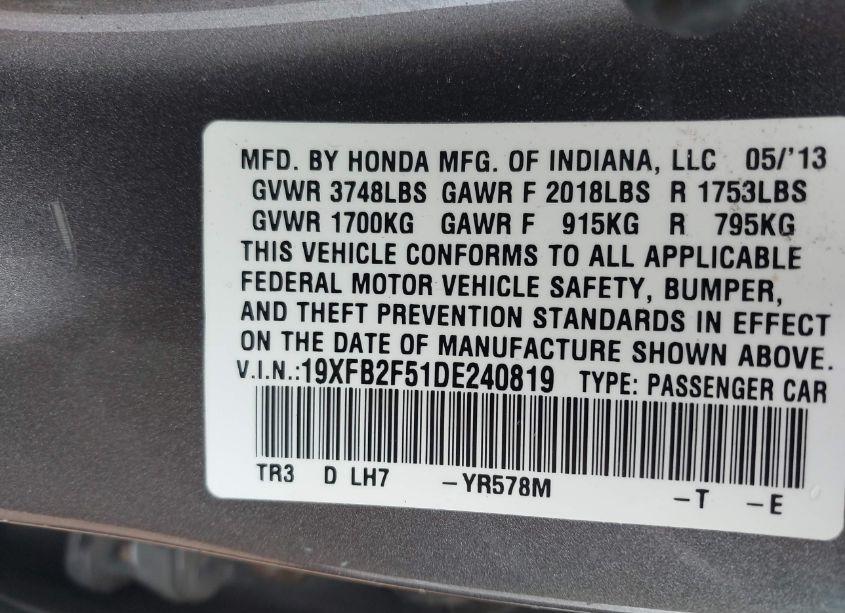 MFD. BY HONDA MFG. OF INDIANA, LLC 05/'13
GVWR 3748LBS GAWR F 2018LBS R 1753LBS
GVWR 1700KG GAWR F 915KG R 795KG
THIS VEHICLE CONFORMS TO ALL APPLICABLE
FEDERAL MOTOR VEHICLE SAFETY, BUMPER,
AND THEFT PREVENTION STANDARDS IN EFFECT
ON THE DATE OF MANUFACTURE SHOWN ABOVE.
V.I.N.:19XFB2F51DE240819 TYPE: PASSENGER CAR
TR3 D LH7 -YR578M -T -E